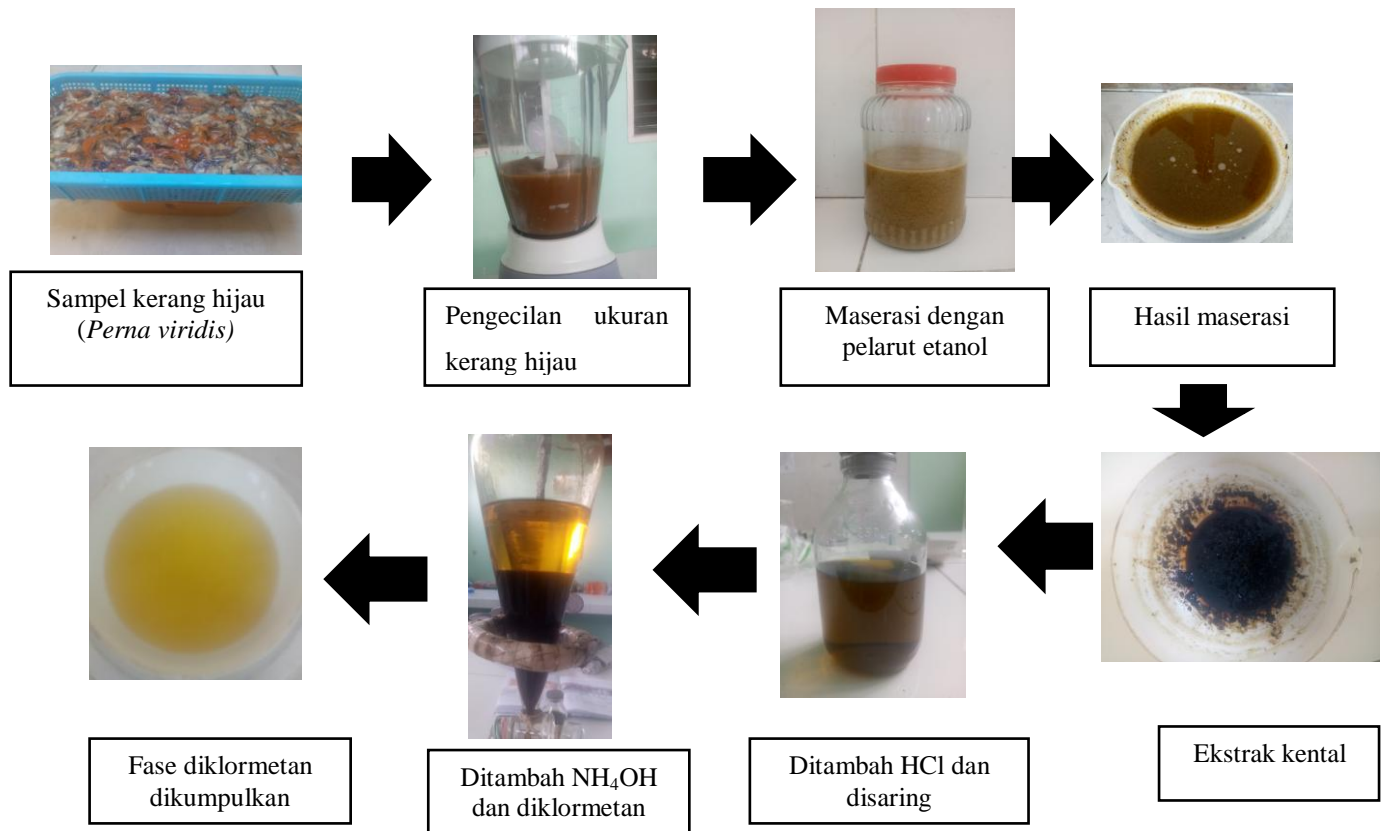 Sampel kerang hijau
(Perna viridis)
Pengecilan ukuran
kerang hijau
Maserasi dengan
pelarut etanol
Hasil maserasi
Ekstrak kental
Ditambah HCl dan
disaring
Ditambah NH₄OH
dan diklormetan
Fase diklormetan
dikumpulkan